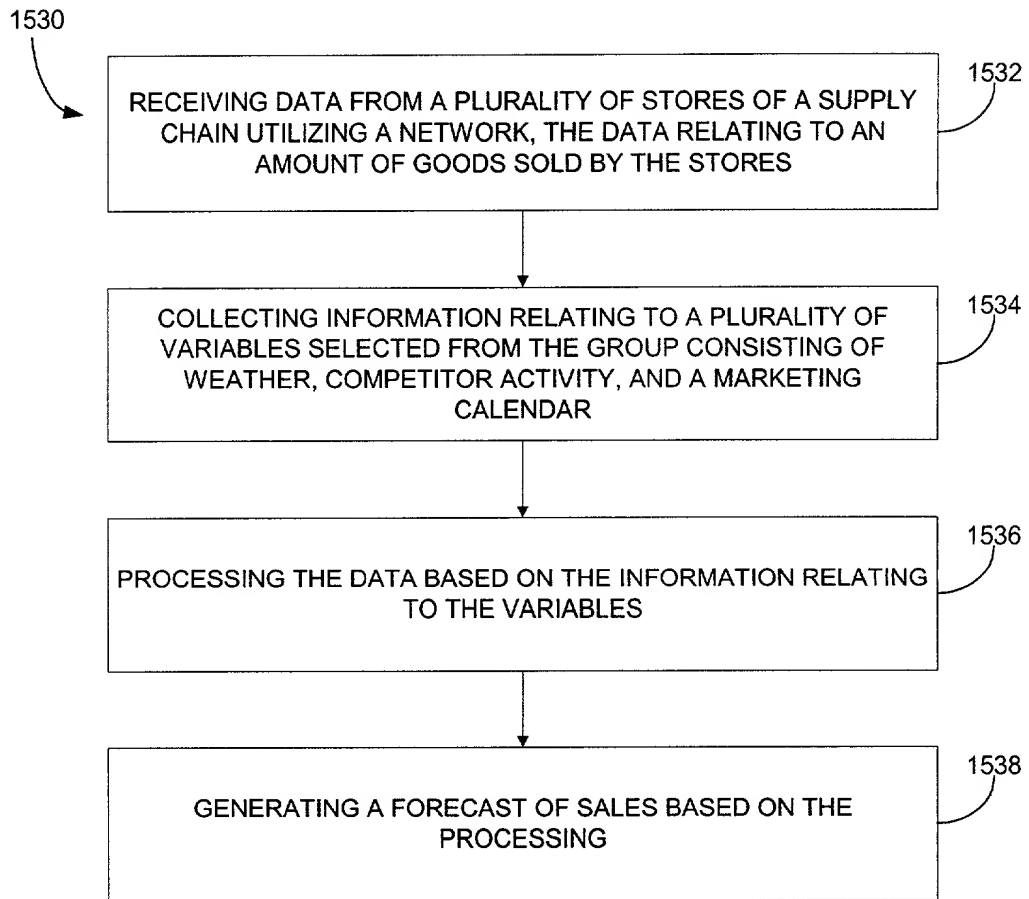 1530
1532
RECEIVING DATA FROM A PLURALITY OF STORES OF A SUPPLY
CHAIN UTILIZING A NETWORK, THE DATA RELATING TO AN
AMOUNT OF GOODS SOLD BY THE STORES
1534
COLLECTING INFORMATION RELATING TO A PLURALITY OF
VARIABLES SELECTED FROM THE GROUP CONSISTING OF
WEATHER, COMPETITOR ACTIVITY, AND A MARKETING
CALENDAR
1536
PROCESSING THE DATA BASED ON THE INFORMATION RELATING
TO THE VARIABLES
1538
GENERATING A FORECAST OF SALES BASED ON THE
PROCESSING